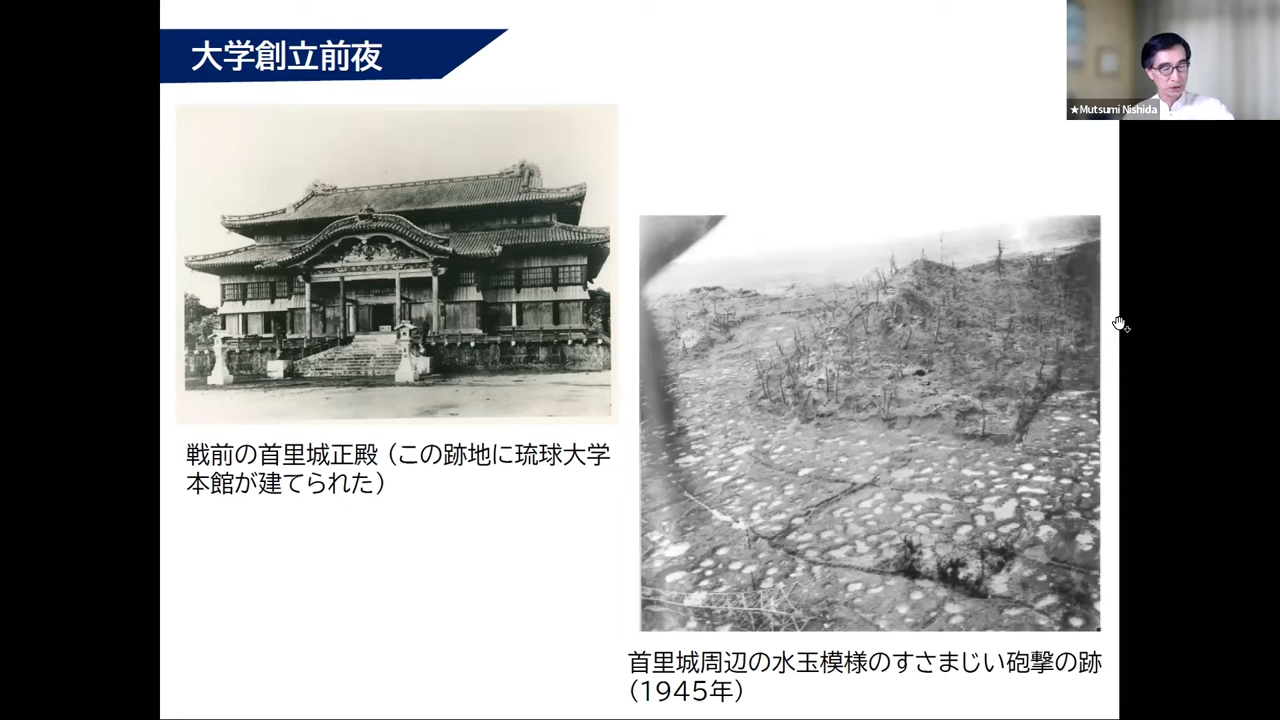 大学創立前夜
★Mutsumi Nishida
戦前の首里城正殿（この跡地に琉球大学
本館が建てられた）
首里城周辺の水玉模様のすさまじい砲撃の跡
（1945年）